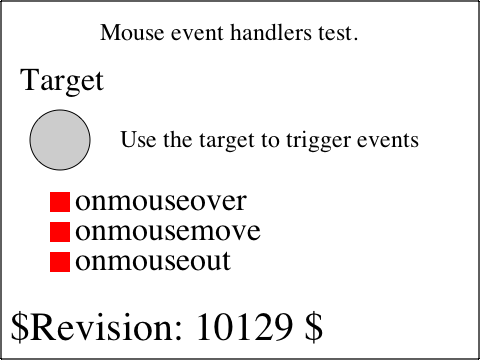 Mouse event handlers test.
Target
Use the target to trigger events
onmouseover
onmousemove
onmouseout
$Revision: 10129 $